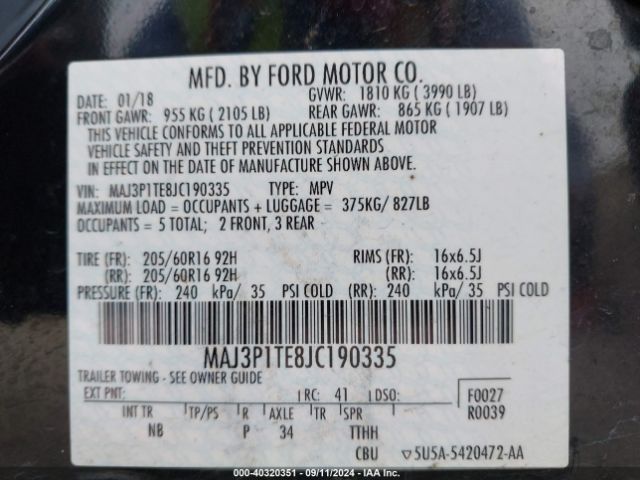 MFD. BY FORD MOTOR CO.
DATE: 01/18 GVWR: 1810 KG ( 3990 LB)
FRONT GAWR: 955 KG ( 2105 LB) REAR GAWR: 865 KG ( 1907 LB)
THIS VEHICLE CONFORMS TO ALL APPLICABLE FEDERAL MOTOR
VEHICLE SAFETY AND THEFT PREVENTION STANDARDS
IN EFFECT ON THE DATE OF MANUFACTURE SHOWN ABOVE.
VIN: MAJ3P1TE8JC190335 TYPE: MPV
MAXIMUM LOAD = OCCUPANTS + LUGGAGE = 375KG/ 827LB
OCCUPANTS = 5 TOTAL; 2 FRONT, 3 REAR
TIRE (FR): 205/60R16 92H RIMS (FR): 16x6.5J
(RR): 205/60R16 92H (RR): 16x6.5J
PRESSURE (FR): 240 kPa/ 35 PSI COLD (RR): 240 kPa/ 35 PSI COLD
MAJ3P1TE8JC190335
TRAILER TOWING - SEE OWNER GUIDE
EXT PNT: RC: 41 DSO: F0027
INT TR TP/PS R AXLE TR SPR R0039
NB P 34 TTHH
CBU 5U5A-5420472-AA
000-40320351 - 09/11/2024 - IAA Inc.